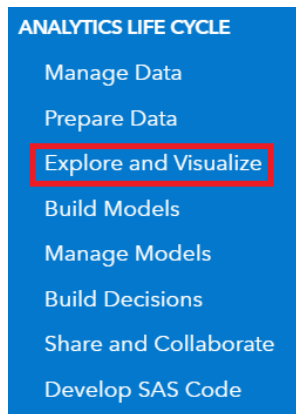 ANALYTICS LIFE CYCLE
Manage Data
Prepare Data
Explore and Visualize
Build Models
Manage Models
Build Decisions
Share and Collaborate
Develop SAS Code